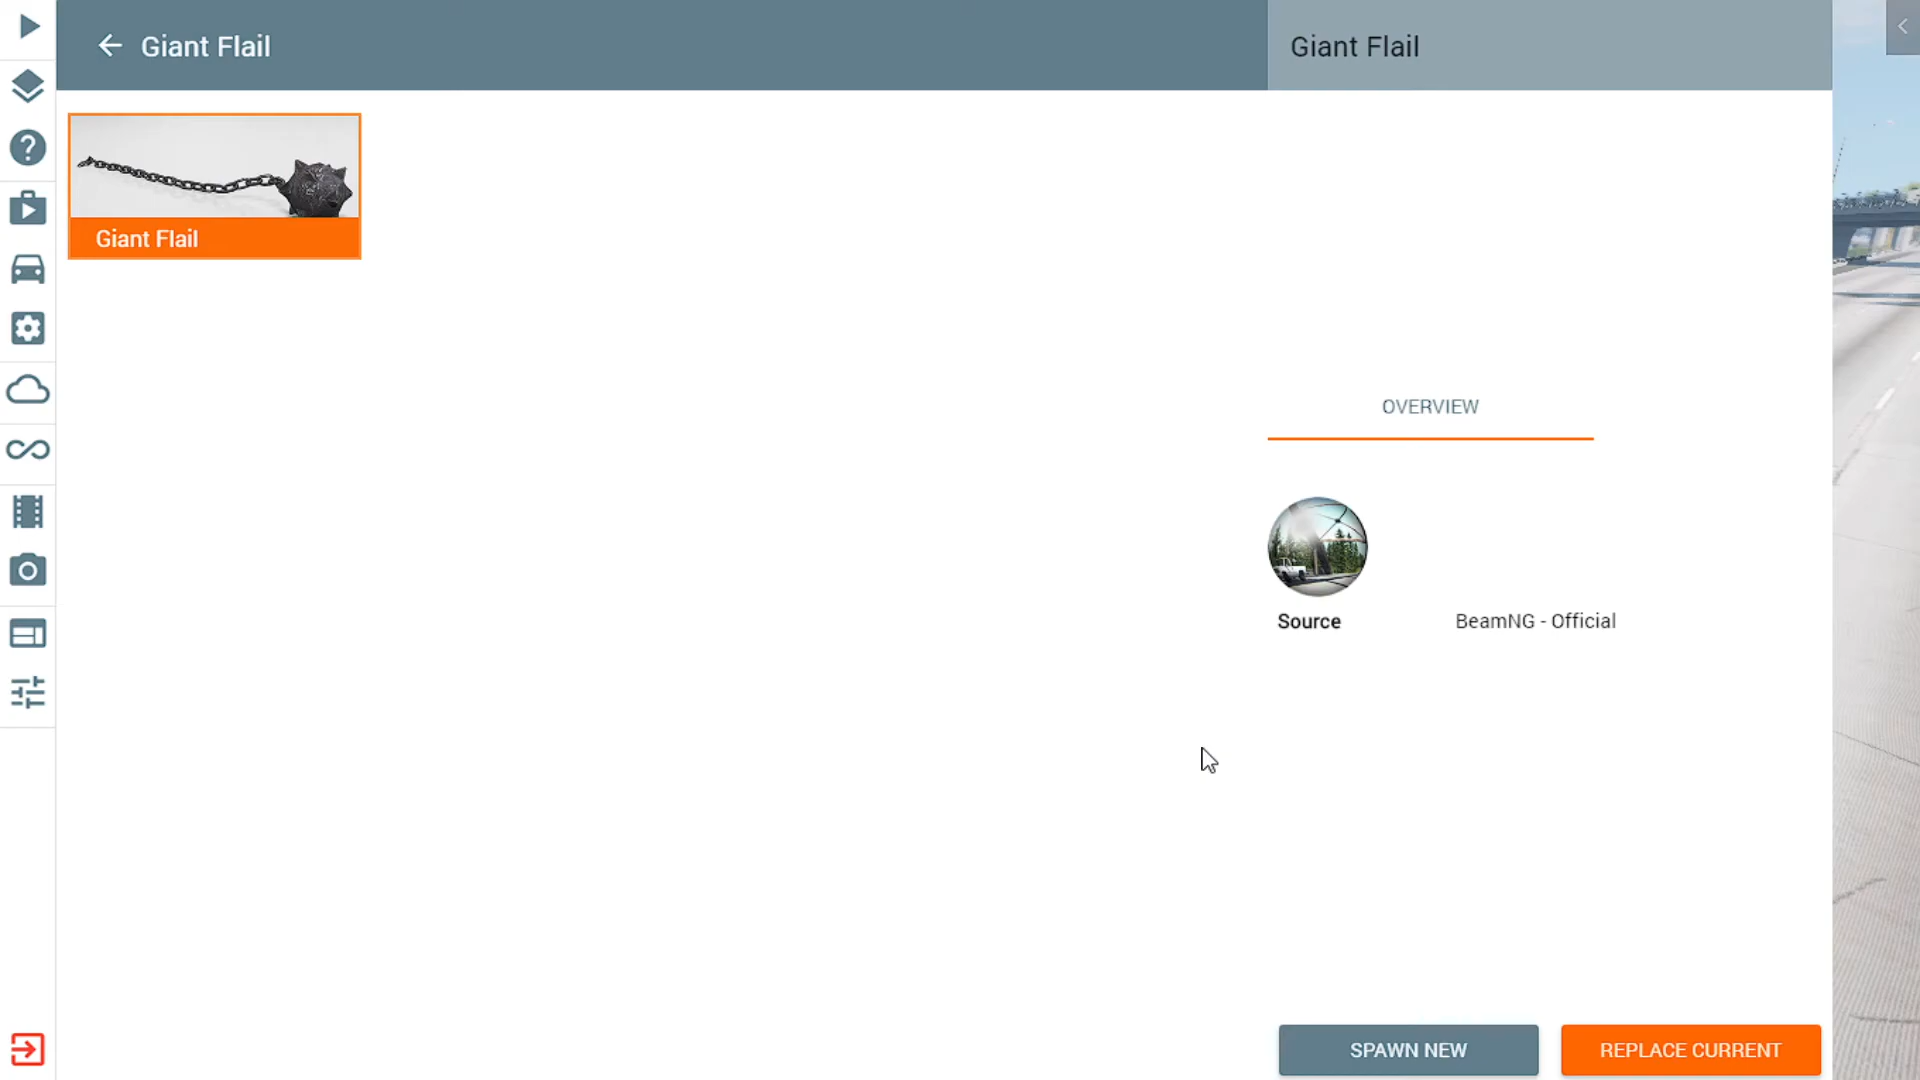 Giant Flail
Giant Flail
Giant Flail
OVERVIEW
Source BeamNG - Official
SPAWN NEW
REPLACE CURRENT